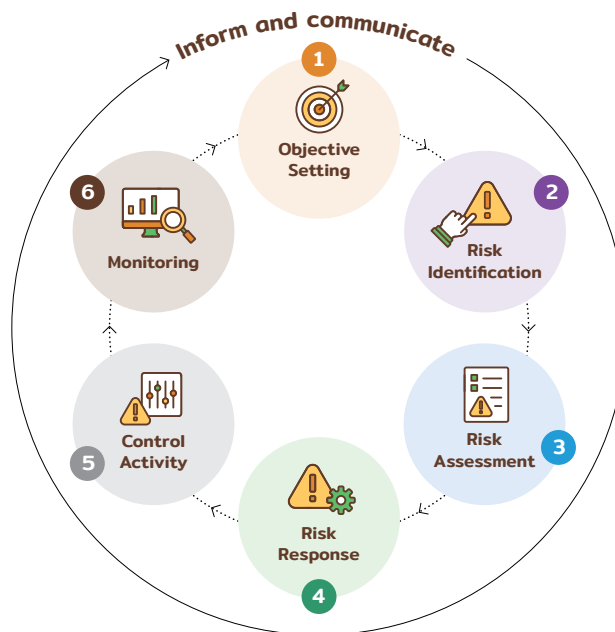 Inform and communicate
1
Objective
Setting
2
Risk
Identification
3
Risk
Assessment
4
Risk
Response
5
Control
Activity
6
Monitoring